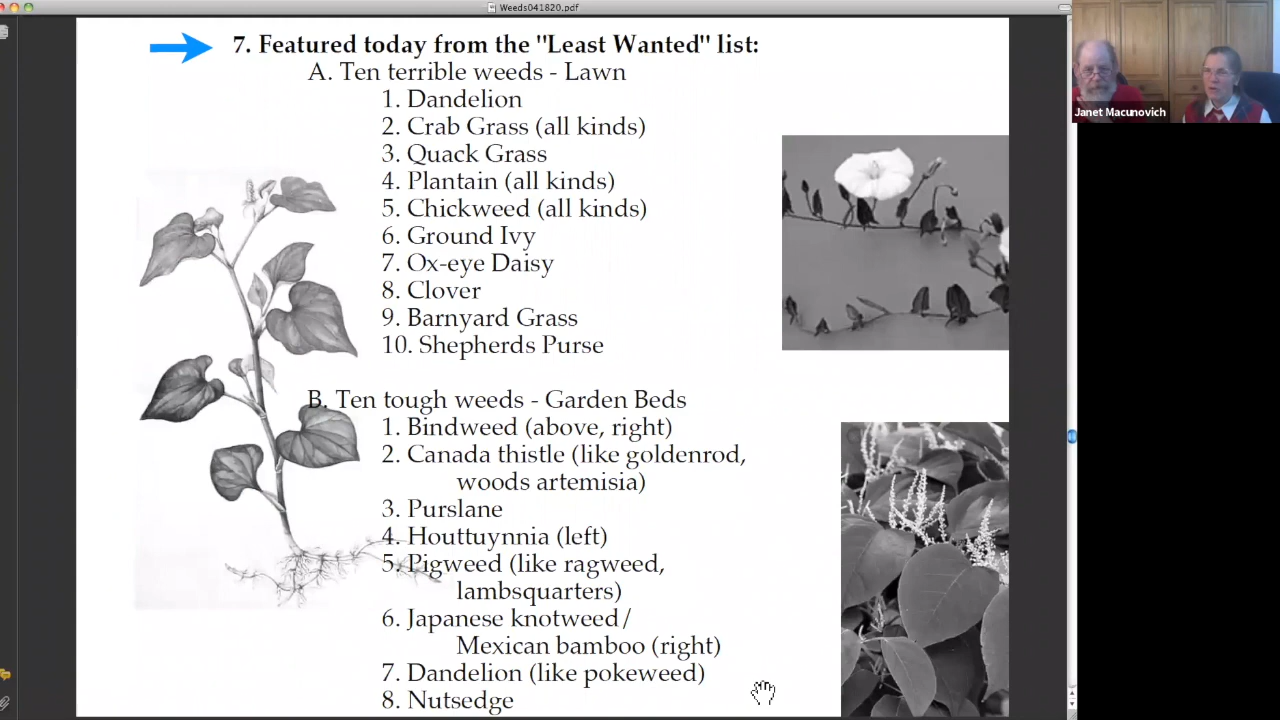 Weeds041820.pdf
7. Featured today from the "Least Wanted" list:
A. Ten terrible weeds - Lawn
1. Dandelion
2. Crab Grass (all kinds)
3. Quack Grass
4. Plantain (all kinds)
5. Chickweed (all kinds)
6. Ground Ivy
7. Ox-eye Daisy
8. Clover
9. Barnyard Grass
10. Shepherds Purse
B. Ten tough weeds - Garden Beds
1. Bindweed (above, right)
2. Canada thistle (like goldenrod,
woods artemisia)
3. Purslane
4. Houttuynnia (left)
5. Pigweed (like ragweed,
lambsquarters)
6. Japanese knotweed/
Mexican bamboo (right)
7. Dandelion (like pokeweed)
8. Nutsedge
Janet Macunovich